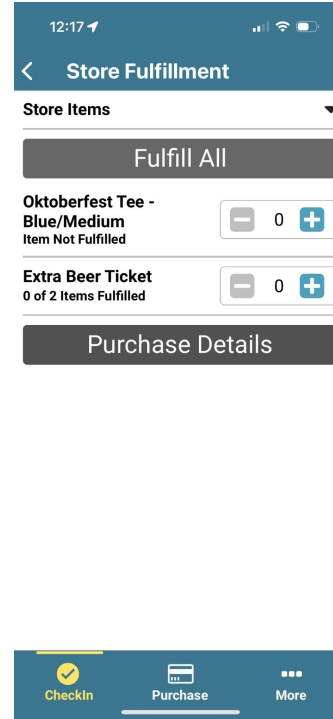 12:17
Store Fulfillment
Store Items
Fulfill All
Oktoberfest Tee -
Blue/Medium
Item Not Fulfilled
0
Extra Beer Ticket
0 of 2 Items Fulfilled
0
Purchase Details
CheckIn Purchase More